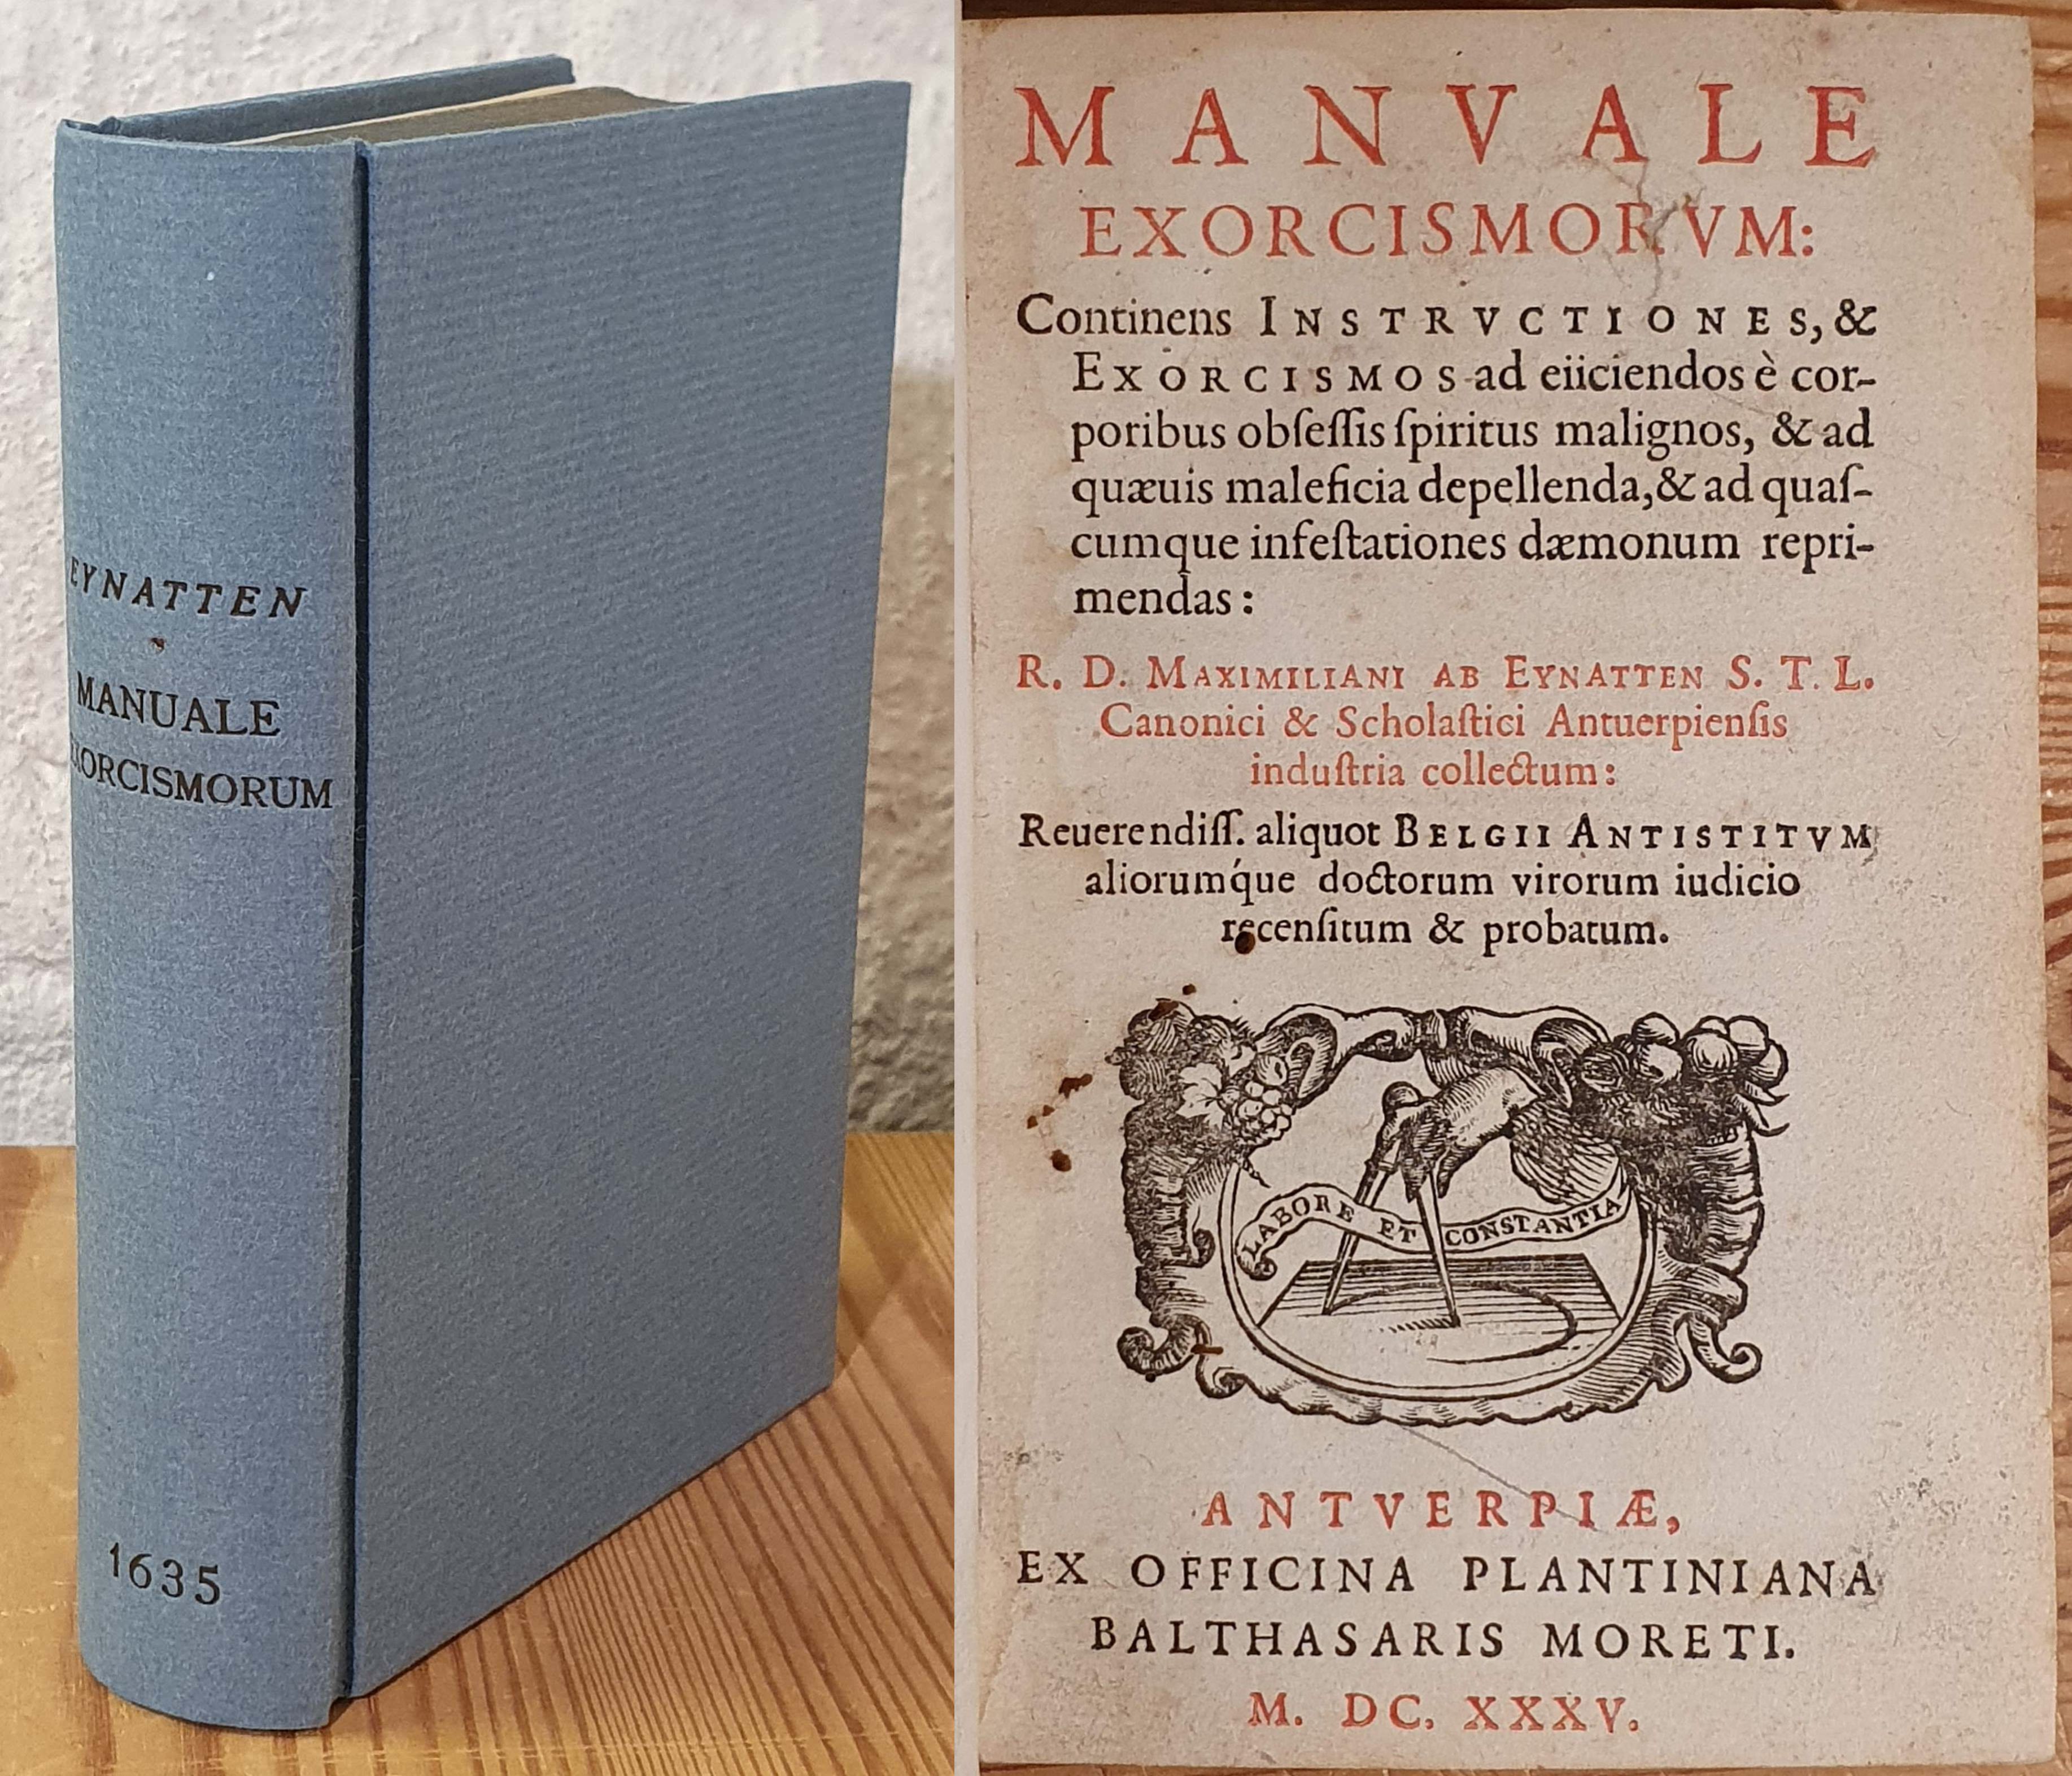 EYNATTEN
MANUALE
EXORCISMORUM
1635
MANVALE
EXORCISMORVM:
Continens INSTRVCTIONES, &
EXORCISMOS ad eiiciendos è cor-
poribus obſeſſis ſpiritus malignos, & ad
quæuis maleficia depellenda, & ad quaſ-
cumque infeſtationes dæmonum repri-
mendas:
R. D. MAXIMILIANI AB EYNATTEN S. T. L.
Canonici & Scholaſtici Antuerpienſis
induſtria collectum:
Reuerendiſſ. aliquot BELGII ANTISTITVM
aliorumq́ue doctorum virorum iudicio
recenſitum & probatum.
LABORE ET CONSTANTIA
ANTVERPIÆ,
EX OFFICINA PLANTINIANA
BALTHASARIS MORETI.
M. DC. XXXV.